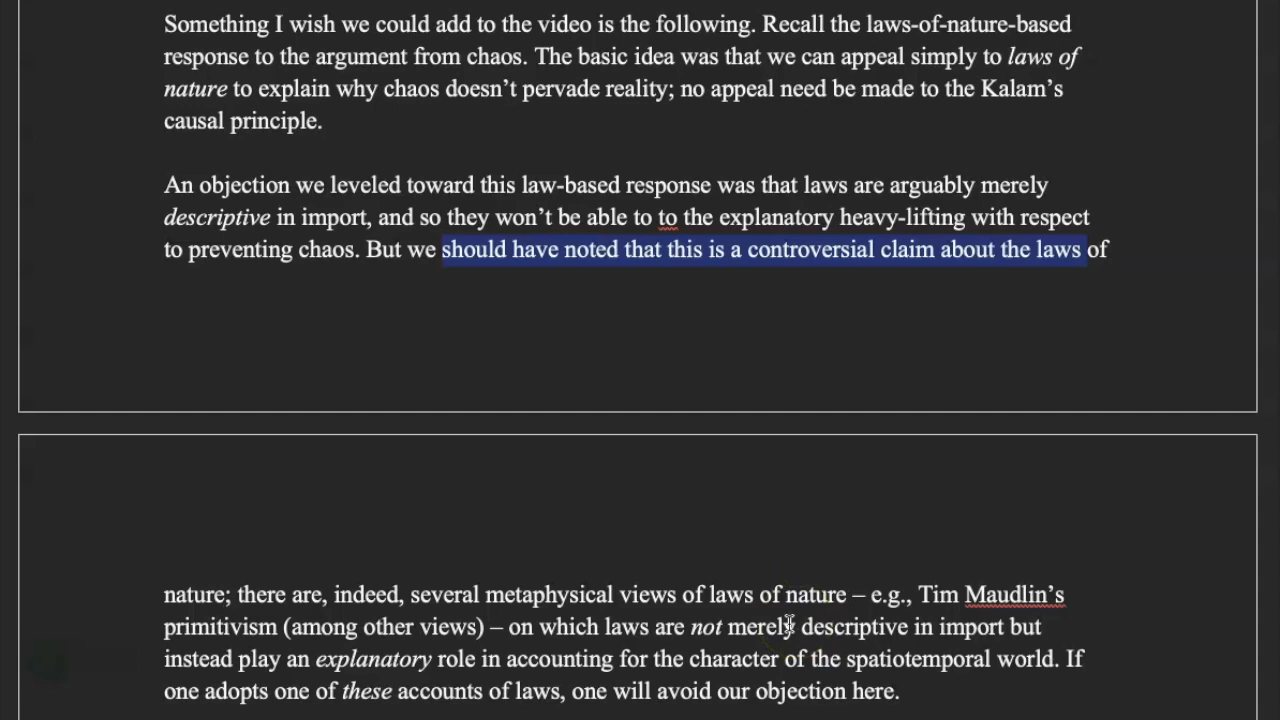 Something I wish we could add to the video is the following. Recall the laws-of-nature-based
response to the argument from chaos. The basic idea was that we can appeal simply to laws of
nature to explain why chaos doesn’t pervade reality; no appeal need be made to the Kalam’s
causal principle.
An objection we leveled toward this law-based response was that laws are arguably merely
descriptive in import, and so they won’t be able to to the explanatory heavy-lifting with respect
to preventing chaos. But we should have noted that this is a controversial claim about the laws of
nature; there are, indeed, several metaphysical views of laws of nature – e.g., Tim Maudlin’s
primitivism (among other views) – on which laws are not merely descriptive in import but
instead play an explanatory role in accounting for the character of the spatiotemporal world. If
one adopts one of these accounts of laws, one will avoid our objection here.